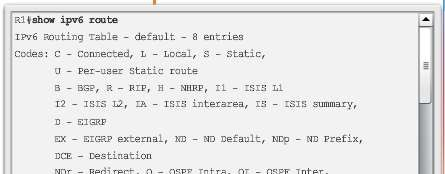 R1#show ipv6 route
IPv6 Routing Table - default - 8 entries
Codes: C - Connected, L - Local, S - Static,
U - Per-user Static route
B - BGP, R - RIP, H - NHRP, I1 - ISIS L1
I2 - ISIS L2, IA - ISIS interarea, IS - ISIS summary,
D - EIGRP
EX - EIGRP external, ND - ND Default, NDp - ND Prefix,
DCE - Destination
NDr - Redirect, O - OSPF Intra, OI - OSPF Inter,